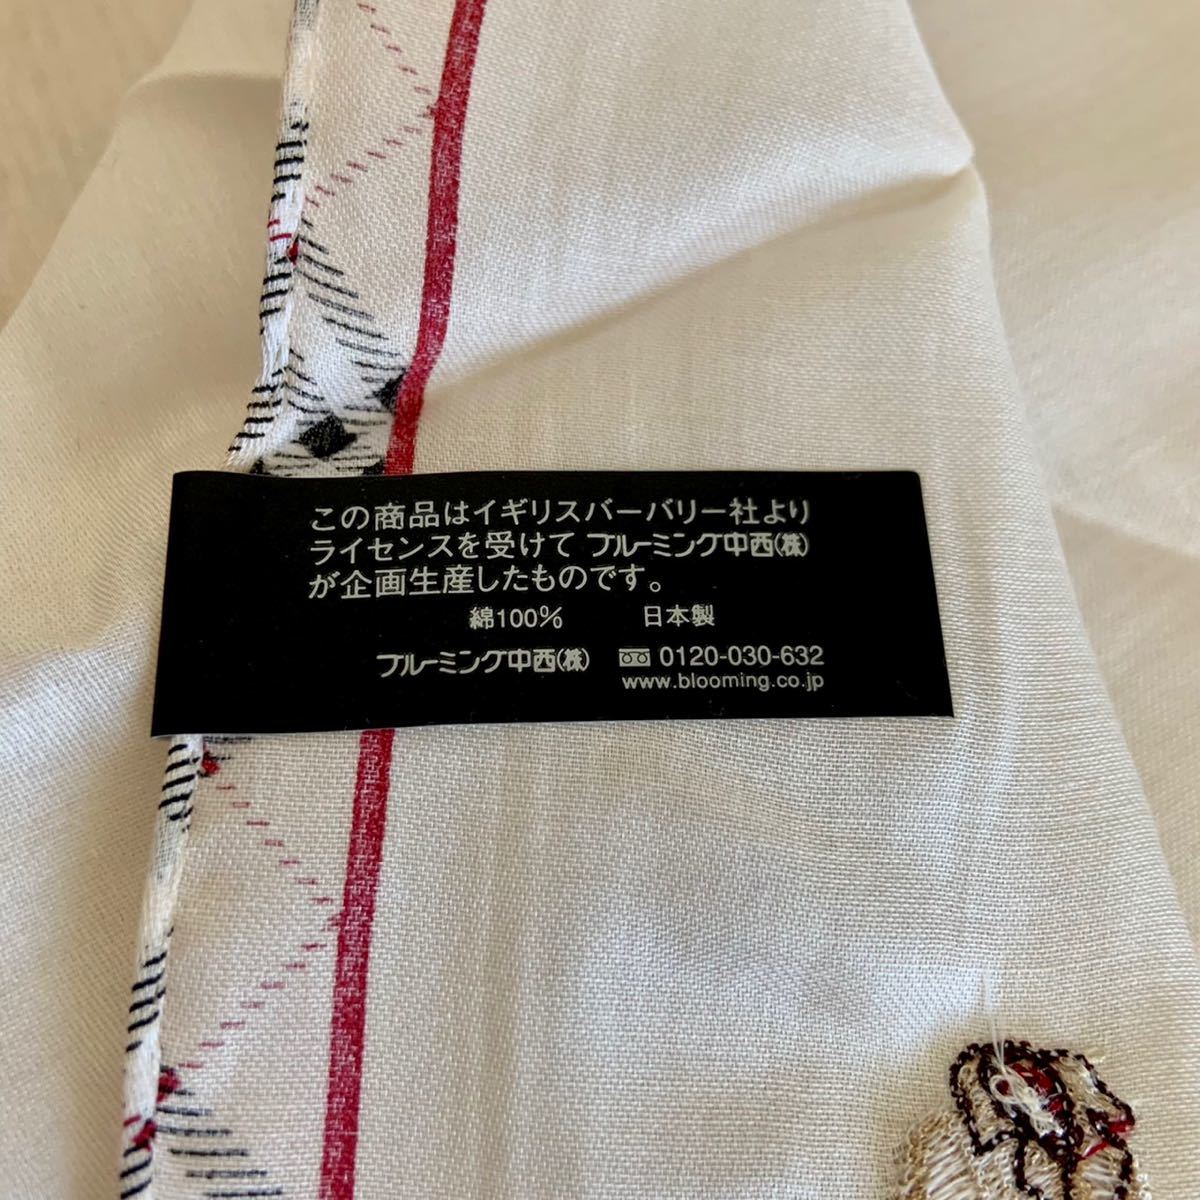 この商品はイギリスバーバリー社より
ライセンスを受けて ブルーミング中西(株)
が企画生産したものです。
綿100% 日本製
ブルーミング中西(株) 0120-030-632
www.blooming.co.jp